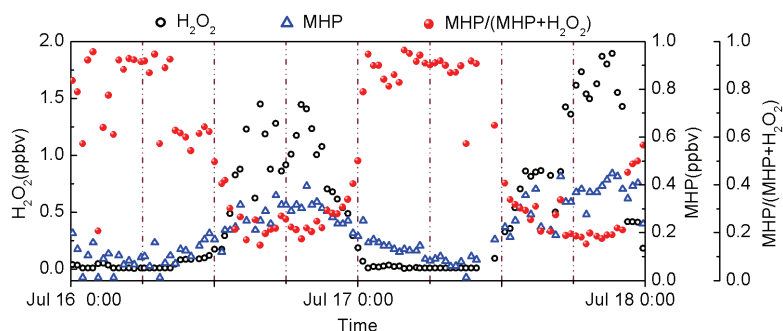 H₂O₂ MHP MHP/(MHP+H₂O₂)
2.0 1.0 1.0
1.5 0.8 0.8
1.0 0.6 0.6
0.5 0.4 0.4
0.0 0.2 0.2
0.0 0.0
H₂O₂(ppbv)
MHP(ppbv)
MHP/(MHP+H₂O₂)
Jul 16 0:00 Jul 17 0:00 Jul 18 0:00
Time